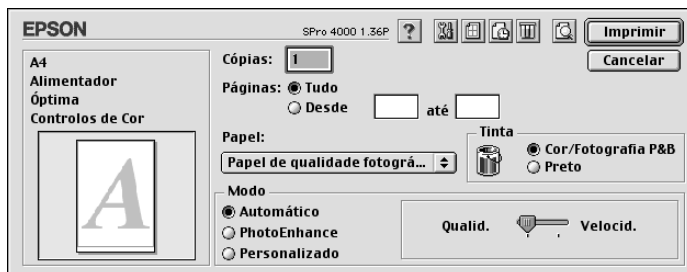 EPSON
SPro 4000 1.36P
?
Imprimir
A4
Alimentador
Óptima
Controlos de Cor
A
Cópias: 1
Cancelar
Páginas: Tudo
Desde até
Papel:
Papel de qualidade fotográ...
Tinta
Cor/Fotografia P&B
Preto
Modo
Automático
PhotoEnhance
Personalizado
Qualid. Velocid.